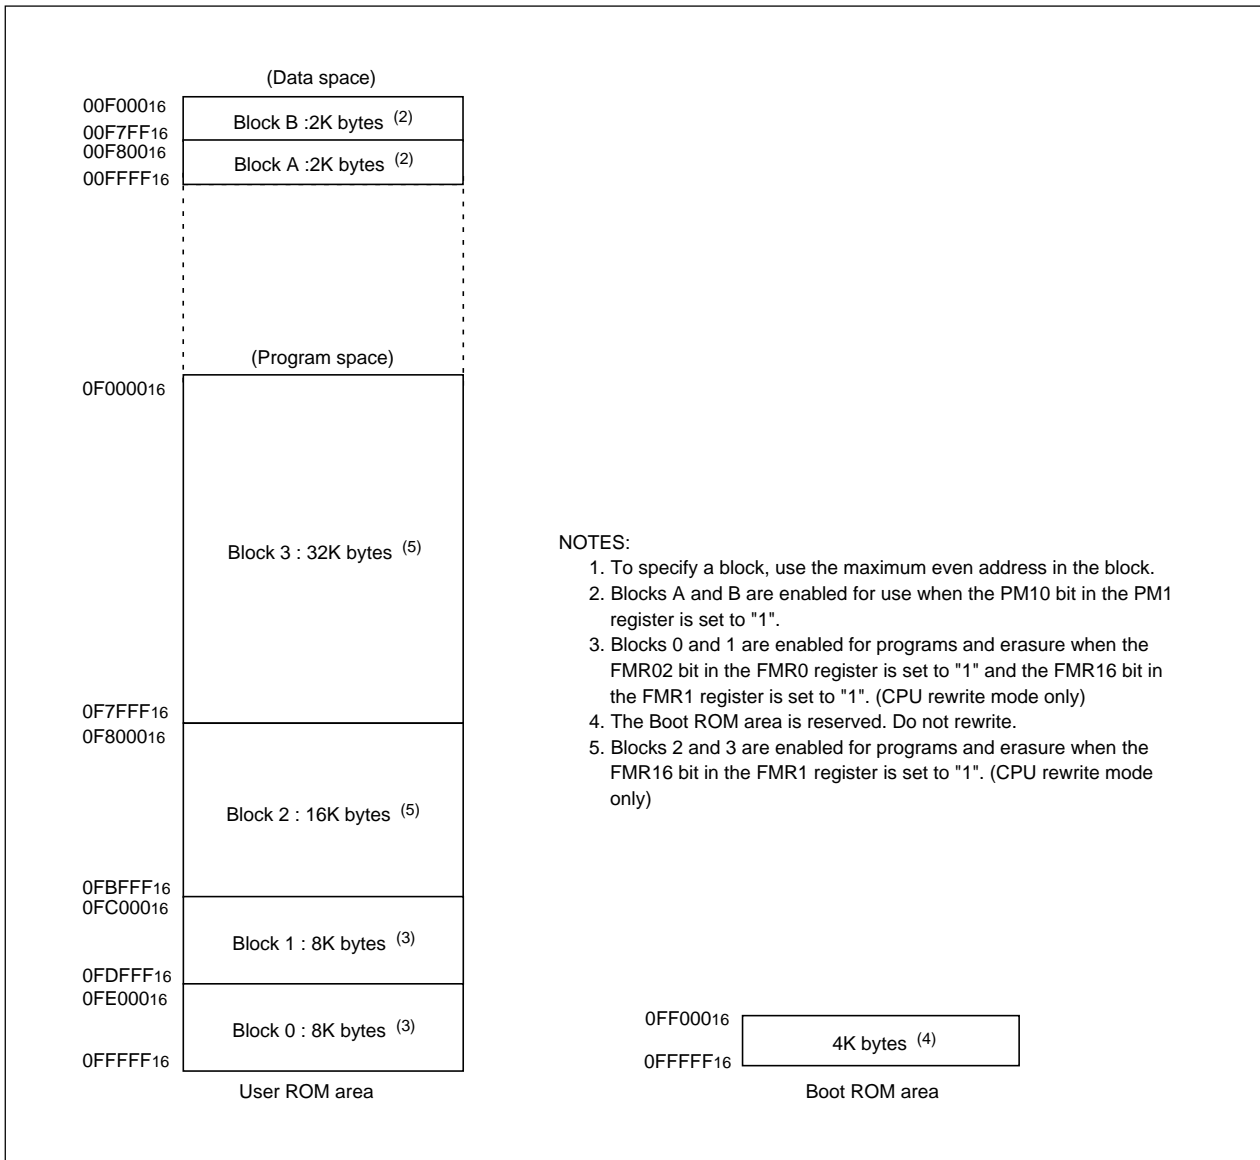 (Data space)
00F00016
Block B :2K bytes (2)
00F7FF16
00F80016
Block A :2K bytes (2)
00FFFF16
(Program space)
0F000016
Block 3 : 32K bytes (5)
0F7FFF16
0F800016
Block 2 : 16K bytes (5)
0FBFFF16
0FC00016
Block 1 : 8K bytes (3)
0FDFFF16
0FE00016
Block 0 : 8K bytes (3)
0FFFFF16
User ROM area
NOTES:
1. To specify a block, use the maximum even address in the block.
2. Blocks A and B are enabled for use when the PM10 bit in the PM1
register is set to "1".
3. Blocks 0 and 1 are enabled for programs and erasure when the
FMR02 bit in the FMR0 register is set to "1" and the FMR16 bit in
the FMR1 register is set to "1". (CPU rewrite mode only)
4. The Boot ROM area is reserved. Do not rewrite.
5. Blocks 2 and 3 are enabled for programs and erasure when the
FMR16 bit in the FMR1 register is set to "1". (CPU rewrite mode
only)
0FF00016
4K bytes (4)
0FFFFF16
Boot ROM area